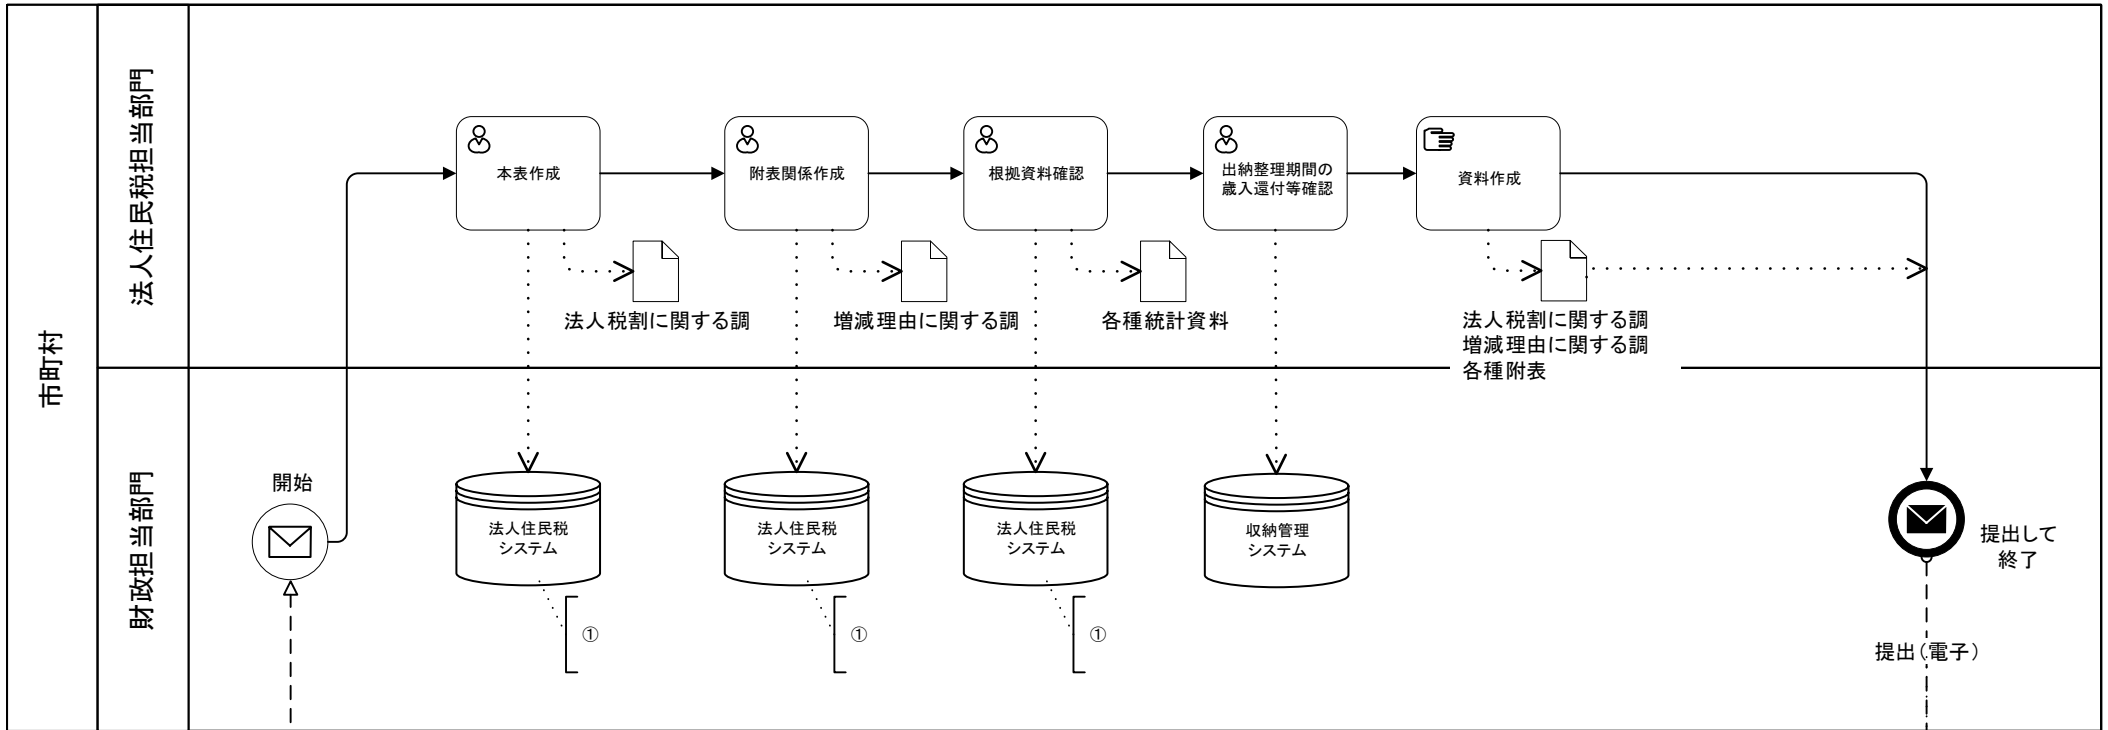 市町村
法人住民税担当部門
本表作成
附表関係作成
根拠資料確認
出納整理期間の
歳入還付等確認
資料作成
法人税割に関する調
増減理由に関する調
各種統計資料
法人税割に関する調
増減理由に関する調
各種附表
財政担当部門
開始
法人住民税
システム
法人住民税
システム
法人住民税
システム
収納管理
システム
提出して
終了
①
①
①
提出(電子)